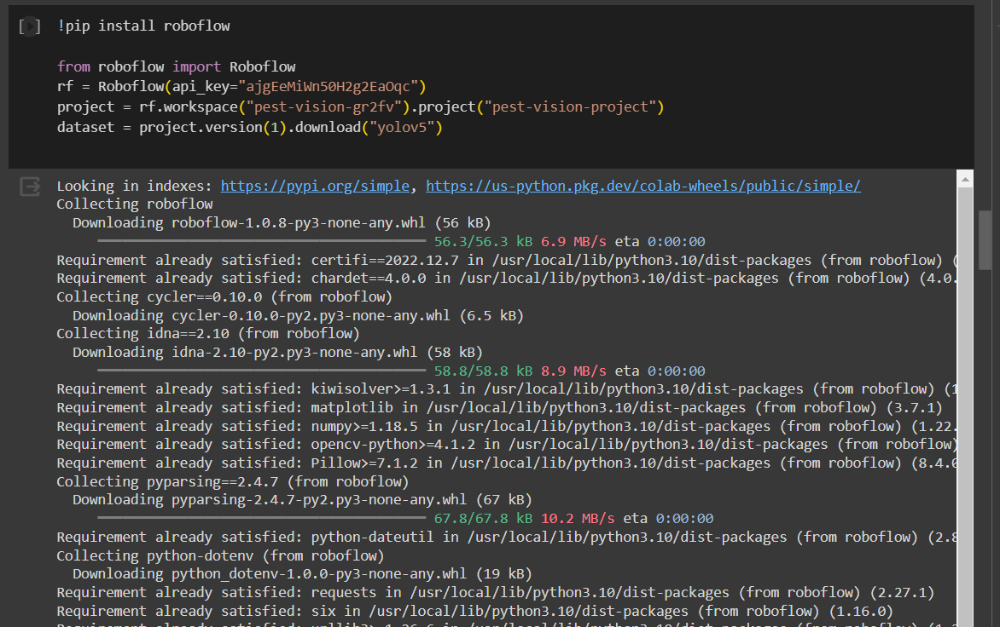 [ ] !pip install roboflow
from roboflow import Roboflow
rf = Roboflow(api_key="ajgEeMiWn50H2g2EaOqc")
project = rf.workspace("pest-vision-gr2fv").project("pest-vision-project")
dataset = project.version(1).download("yolov5")
Looking in indexes: https://pypi.org/simple, https://us-python.pkg.dev/colab-wheels/public/simple/
Collecting roboflow
Downloading roboflow-1.0.8-py3-none-any.whl (56 kB)
56.3/56.3 kB 6.9 MB/s eta 0:00:00
Requirement already satisfied: certifi==2022.12.7 in /usr/local/lib/python3.10/dist-packages (from roboflow) (
Requirement already satisfied: chardet==4.0.0 in /usr/local/lib/python3.10/dist-packages (from roboflow) (4.0.
Collecting cycler==0.10.0 (from roboflow)
Downloading cycler-0.10.0-py2.py3-none-any.whl (6.5 kB)
Collecting idna==2.10 (from roboflow)
Downloading idna-2.10-py2.py3-none-any.whl (58 kB)
58.8/58.8 kB 8.9 MB/s eta 0:00:00
Requirement already satisfied: kiwisolver>=1.3.1 in /usr/local/lib/python3.10/dist-packages (from roboflow) (1
Requirement already satisfied: matplotlib in /usr/local/lib/python3.10/dist-packages (from roboflow) (3.7.1)
Requirement already satisfied: numpy>=1.18.5 in /usr/local/lib/python3.10/dist-packages (from roboflow) (1.22.
Requirement already satisfied: opencv-python>=4.1.2 in /usr/local/lib/python3.10/dist-packages (from roboflow)
Requirement already satisfied: Pillow>=7.1.2 in /usr/local/lib/python3.10/dist-packages (from roboflow) (8.4.0
Collecting pyparsing==2.4.7 (from roboflow)
Downloading pyparsing-2.4.7-py2.py3-none-any.whl (67 kB)
67.8/67.8 kB 10.2 MB/s eta 0:00:00
Requirement already satisfied: python-dateutil in /usr/local/lib/python3.10/dist-packages (from roboflow) (2.8
Collecting python-dotenv (from roboflow)
Downloading python_dotenv-1.0.0-py3-none-any.whl (19 kB)
Requirement already satisfied: requests in /usr/local/lib/python3.10/dist-packages (from roboflow) (2.27.1)
Requirement already satisfied: six in /usr/local/lib/python3.10/dist-packages (from roboflow) (1.16.0)